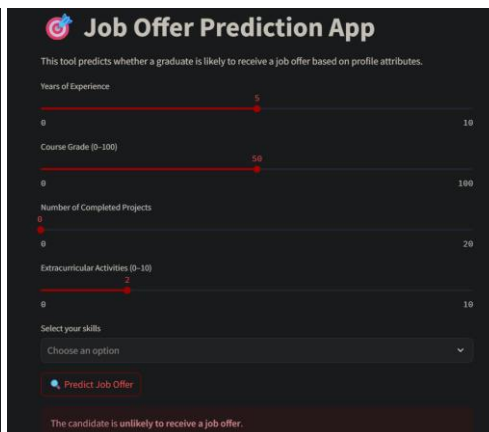 Job Offer Prediction App
This tool predicts whether a graduate is likely to receive a job offer based on profile attributes.
Years of Experience
5
0 10
Course Grade (0–100)
50
0 100
Number of Completed Projects
0
0 20
Extracurricular Activities (0–10)
2
0 10
Select your skills
Choose an option
Predict Job Offer
The candidate is unlikely to receive a job offer.